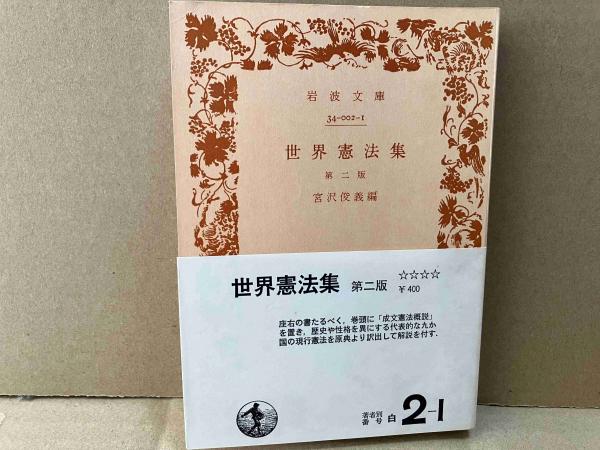 岩波文庫
34-002-1
世界憲法集
第二版
宮沢俊義編
世界憲法集 第二版 ☆☆☆☆
¥400
座右の書たるべく，巻頭に「成文憲法概説」
を置き，歴史や性格を異にする代表的な九か
国の現行憲法を原典より訳出して解説を付す．
著者別
番号 白 2-1